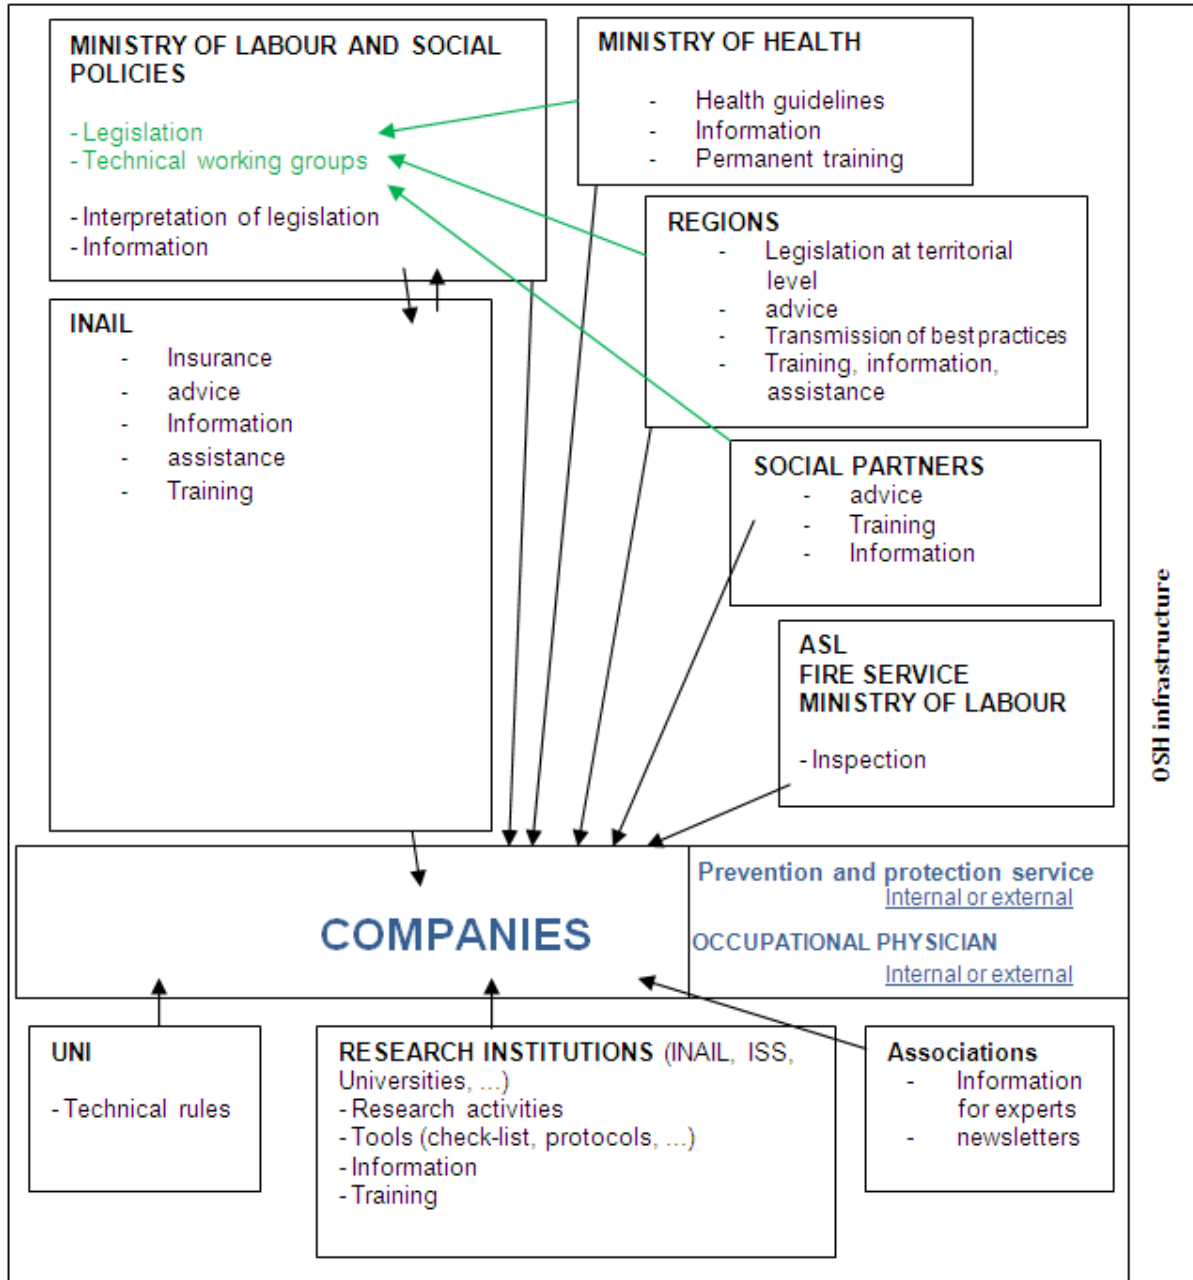 MINISTRY OF LABOUR AND SOCIAL
POLICIES
- Legislation
- Technical working groups
- Interpretation of legislation
- Information
MINISTRY OF HEALTH
- Health guidelines
- Information
- Permanent training
REGIONS
- Legislation at territorial
level
- advice
- Transmission of best practices
- Training, information,
assistance
INAIL
- Insurance
- advice
- Information
- assistance
- Training
SOCIAL PARTNERS
- advice
- Training
- Information
ASL
FIRE SERVICE
MINISTRY OF LABOUR
- Inspection
OSH infrastructure
COMPANIES
Prevention and protection service
Internal or external
OCCUPATIONAL PHYSICIAN
Internal or external
UNI
- Technical rules
RESEARCH INSTITUTIONS (INAIL, ISS,
Universities, ...)
- Research activities
- Tools (check-list, protocols, ...)
- Information
- Training
Associations
- Information
for experts
- newsletters